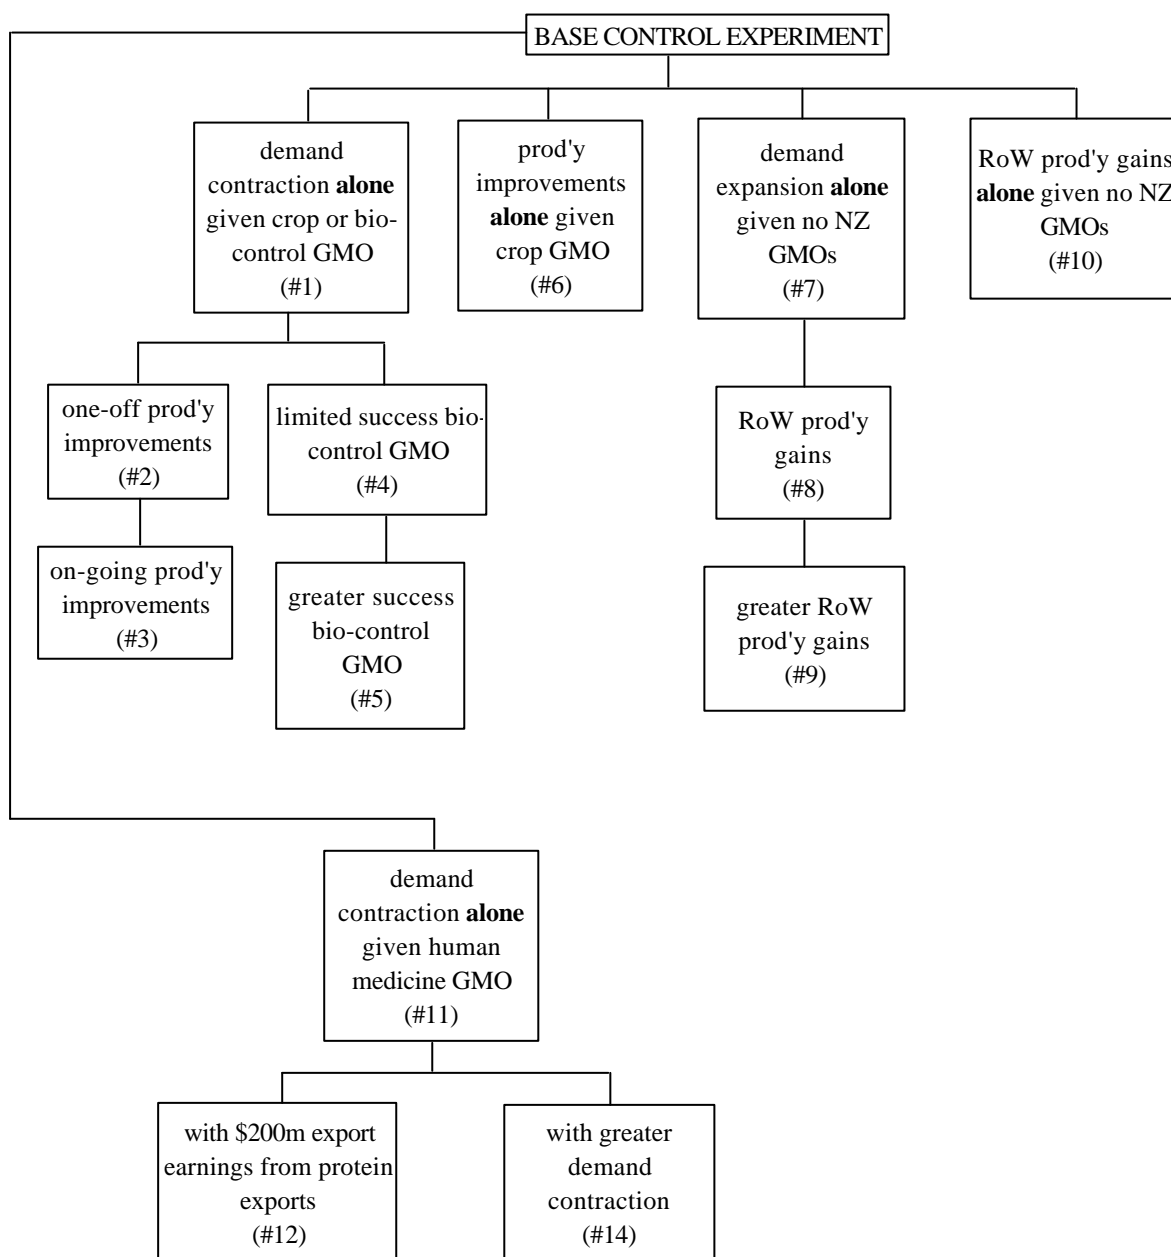 BASE CONTROL EXPERIMENT
demand
contraction alone
given crop or bio-
control GMO
(#1)
prod'y
improvements
alone given
crop GMO
(#6)
demand
expansion alone
given no NZ
GMOs
(#7)
RoW prod'y gains
alone given no NZ
GMOs
(#10)
one-off prod'y
improvements
(#2)
limited success bio-
control GMO
(#4)
RoW prod'y
gains
(#8)
on-going prod'y
improvements
(#3)
greater success
bio-control
GMO
(#5)
greater RoW
prod'y gains
(#9)
demand
contraction alone
given human
medicine GMO
(#11)
with $200m export
earnings from protein
exports
(#12)
with greater
demand
contraction
(#14)